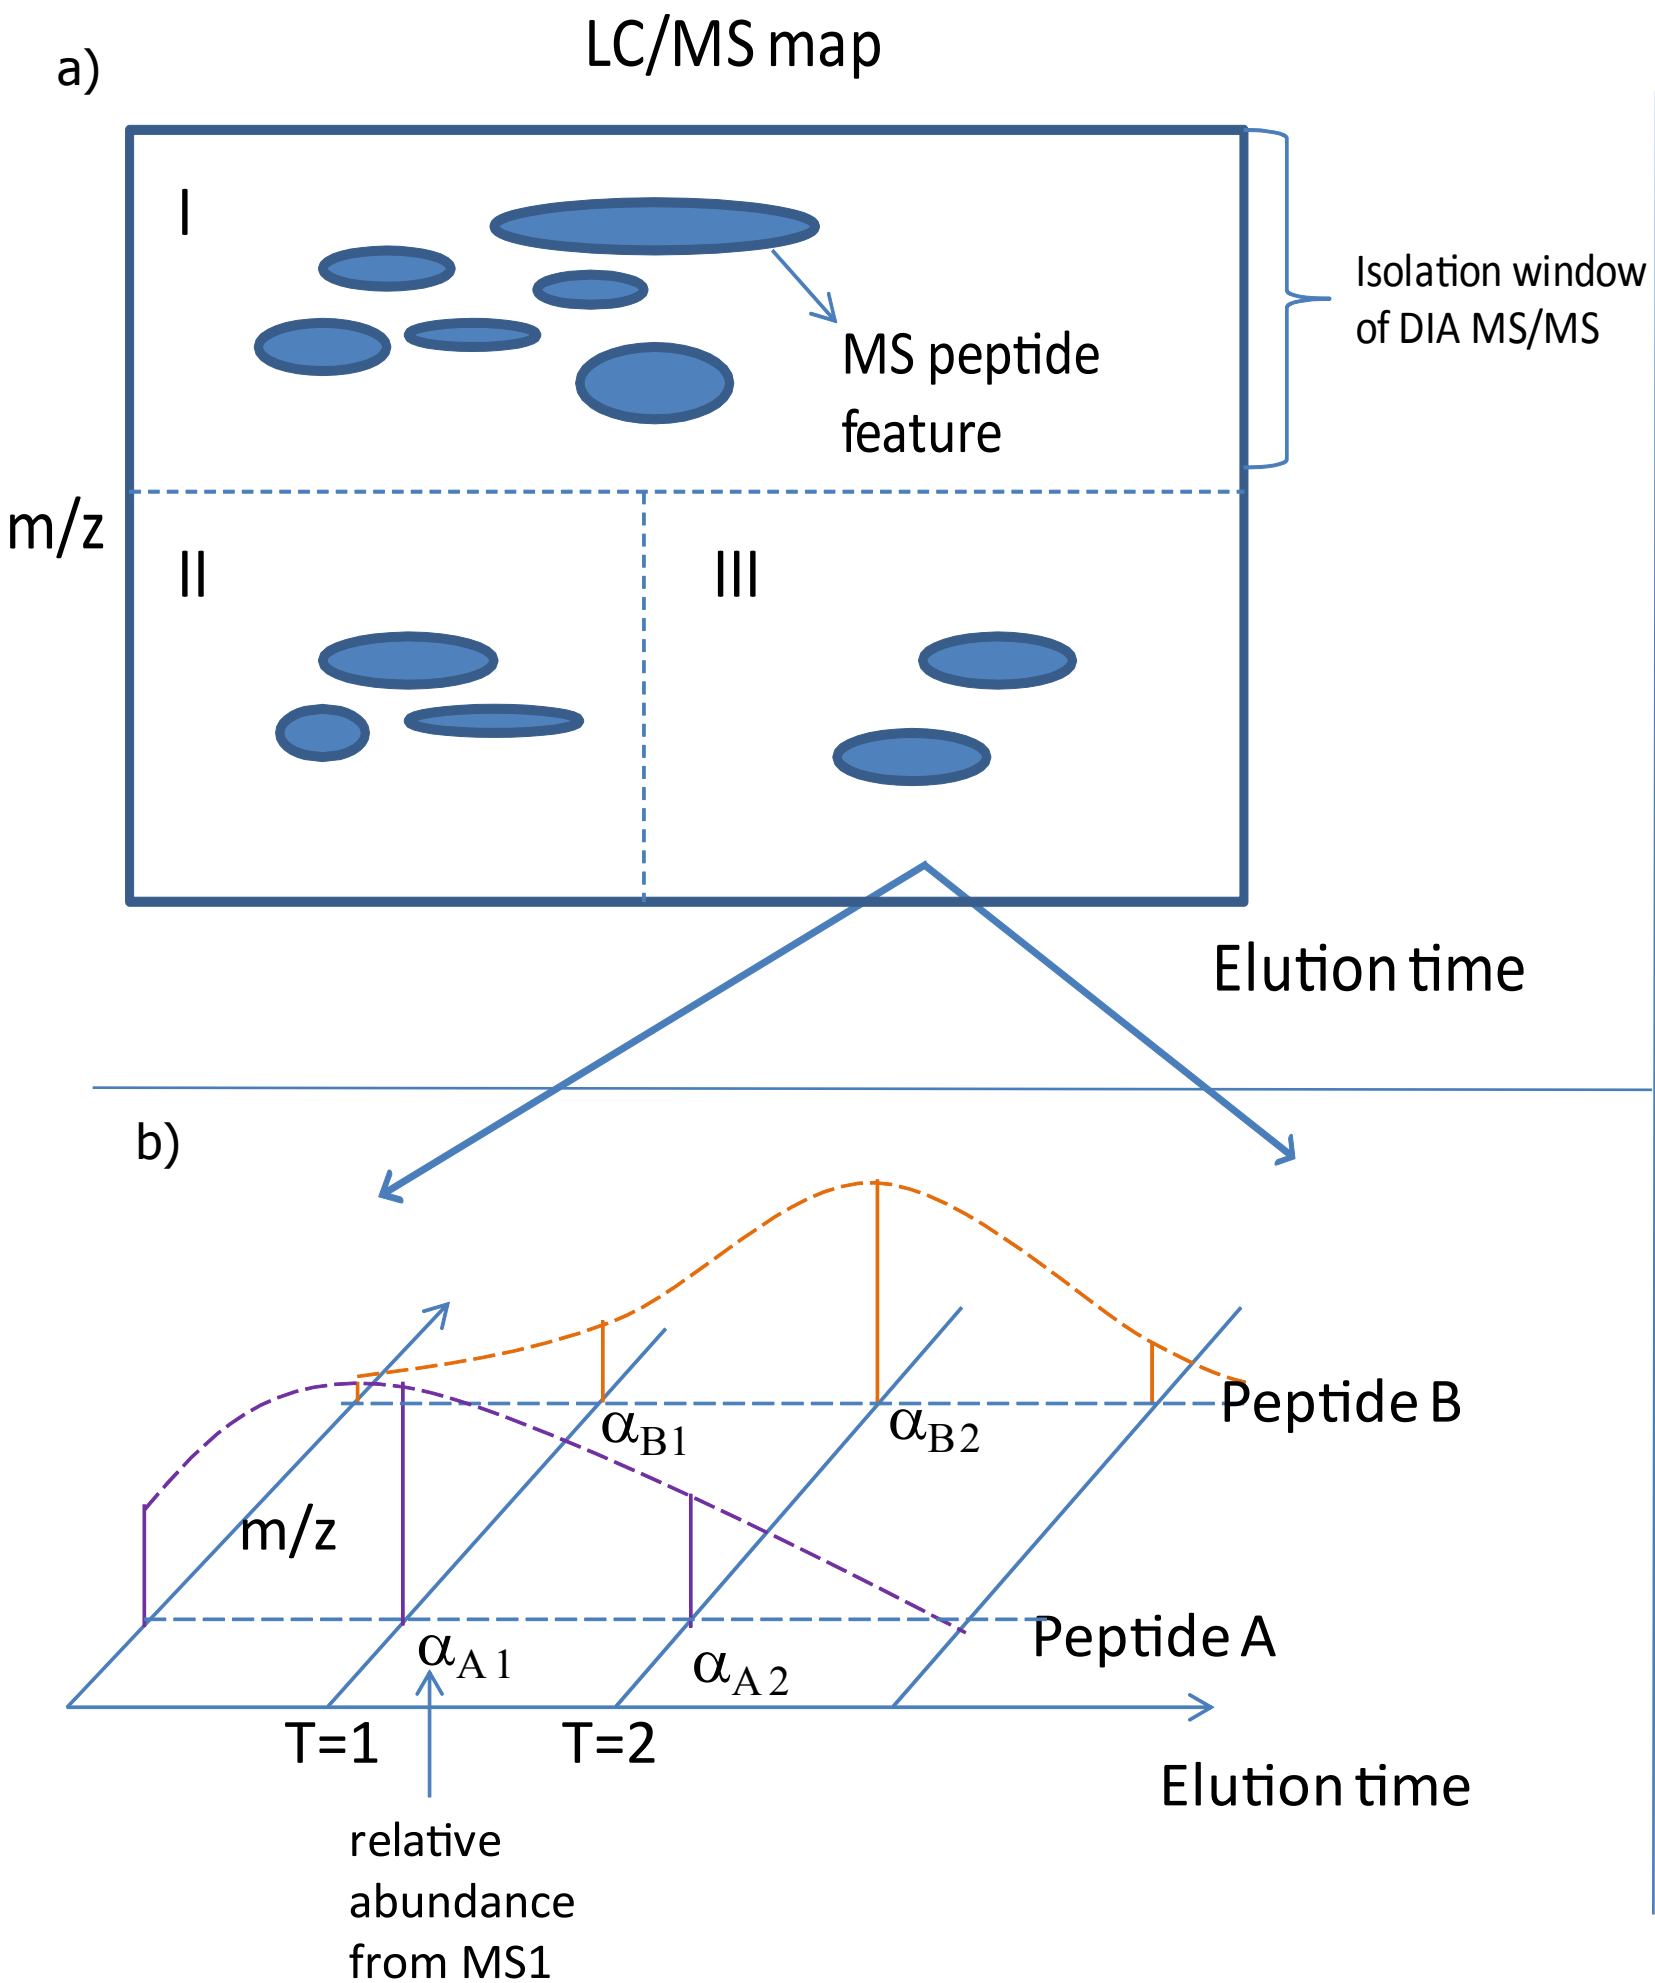 LC/MS map
a)
I
Isolation window
of DIA MS/MS
MS peptide
feature
m/z
II
III
Elution time
b)
Peptide B
αB1
αB2
m/z
Peptide A
αA1
αA2
T=1
T=2
Elution time
relative
abundance
from MS1